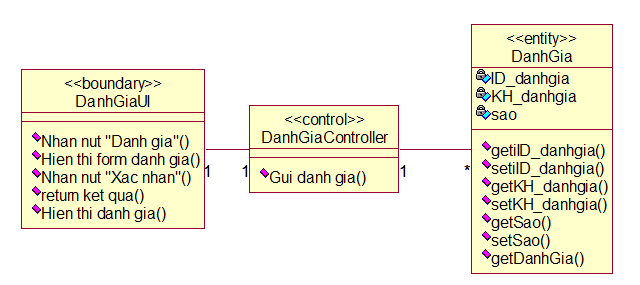 <<boundary>>
DanhGiaUI
Nhan nut "Danh gia"()
Hien thi form danh gia()
Nhan nut "Xac nhan"()
return ket qua()
Hien thi danh gia()
1
1
<<control>>
DanhGiaController
Gui danh gia()
1
*
<<entity>>
DanhGia
ID_danhgia
KH_danhgia
sao
getiID_danhgia()
setiID_danhgia()
getKH_danhgia()
setKH_danhgia()
getSao()
setSao()
getDanhGia()